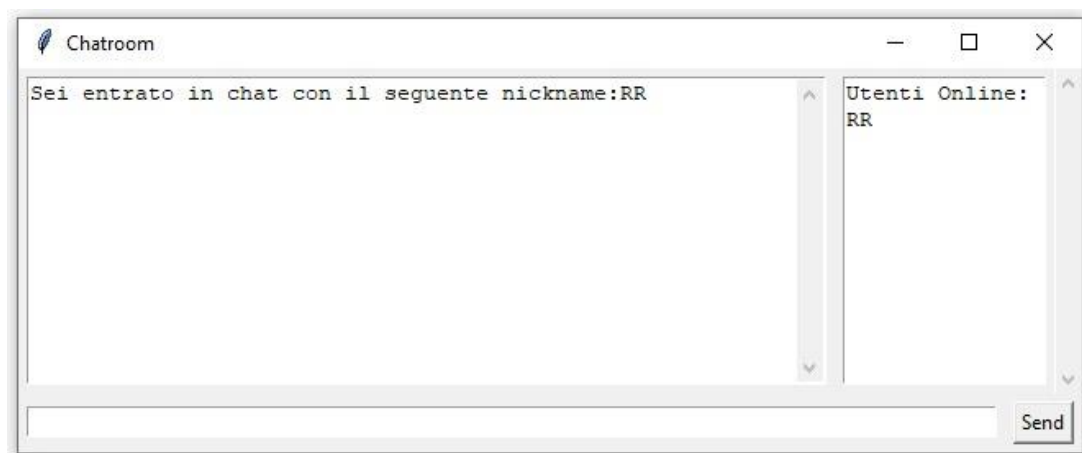 Chatroom
Sei entrato in chat con il seguente nickname:RR
Utenti Online:
RR
Send